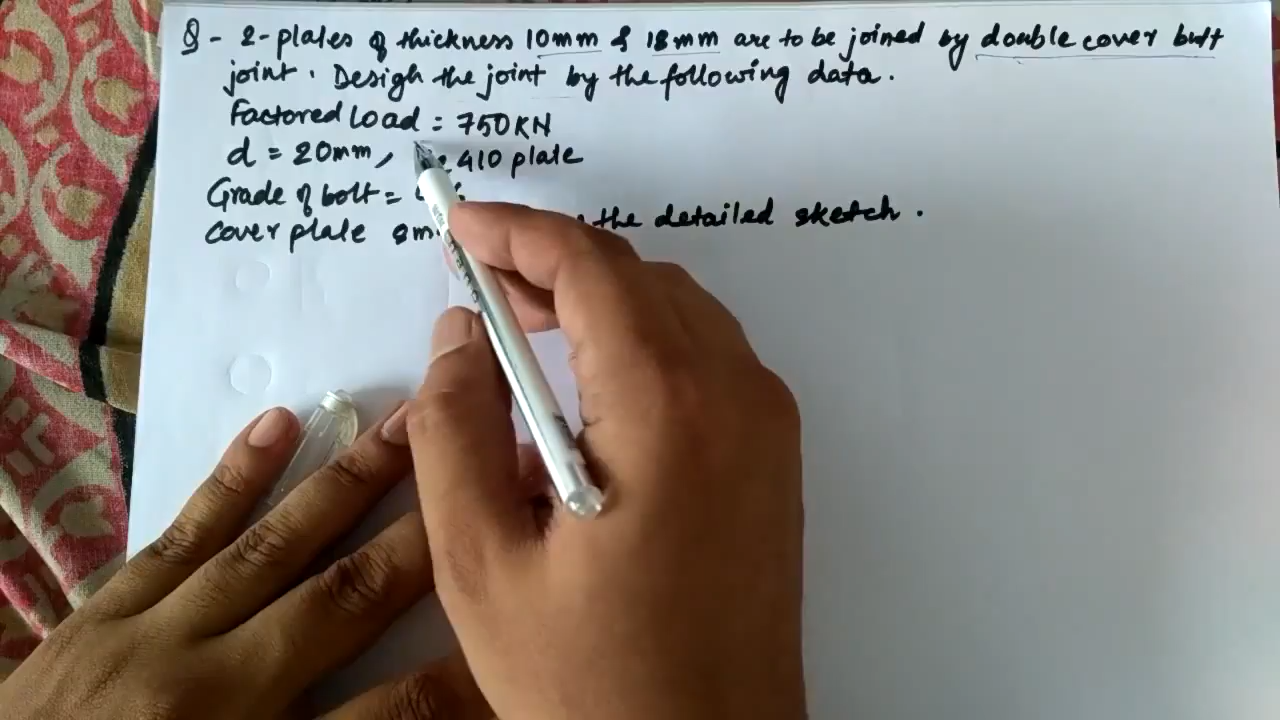 Q - 2-plates of thickness 10mm & 18mm are to be joined by double cover butt
joint. Design the joint by the following data.
Factored Load = 750KN
d = 20mm, 410 plate
Grade of bolt =
cover plate 8m the detailed sketch.